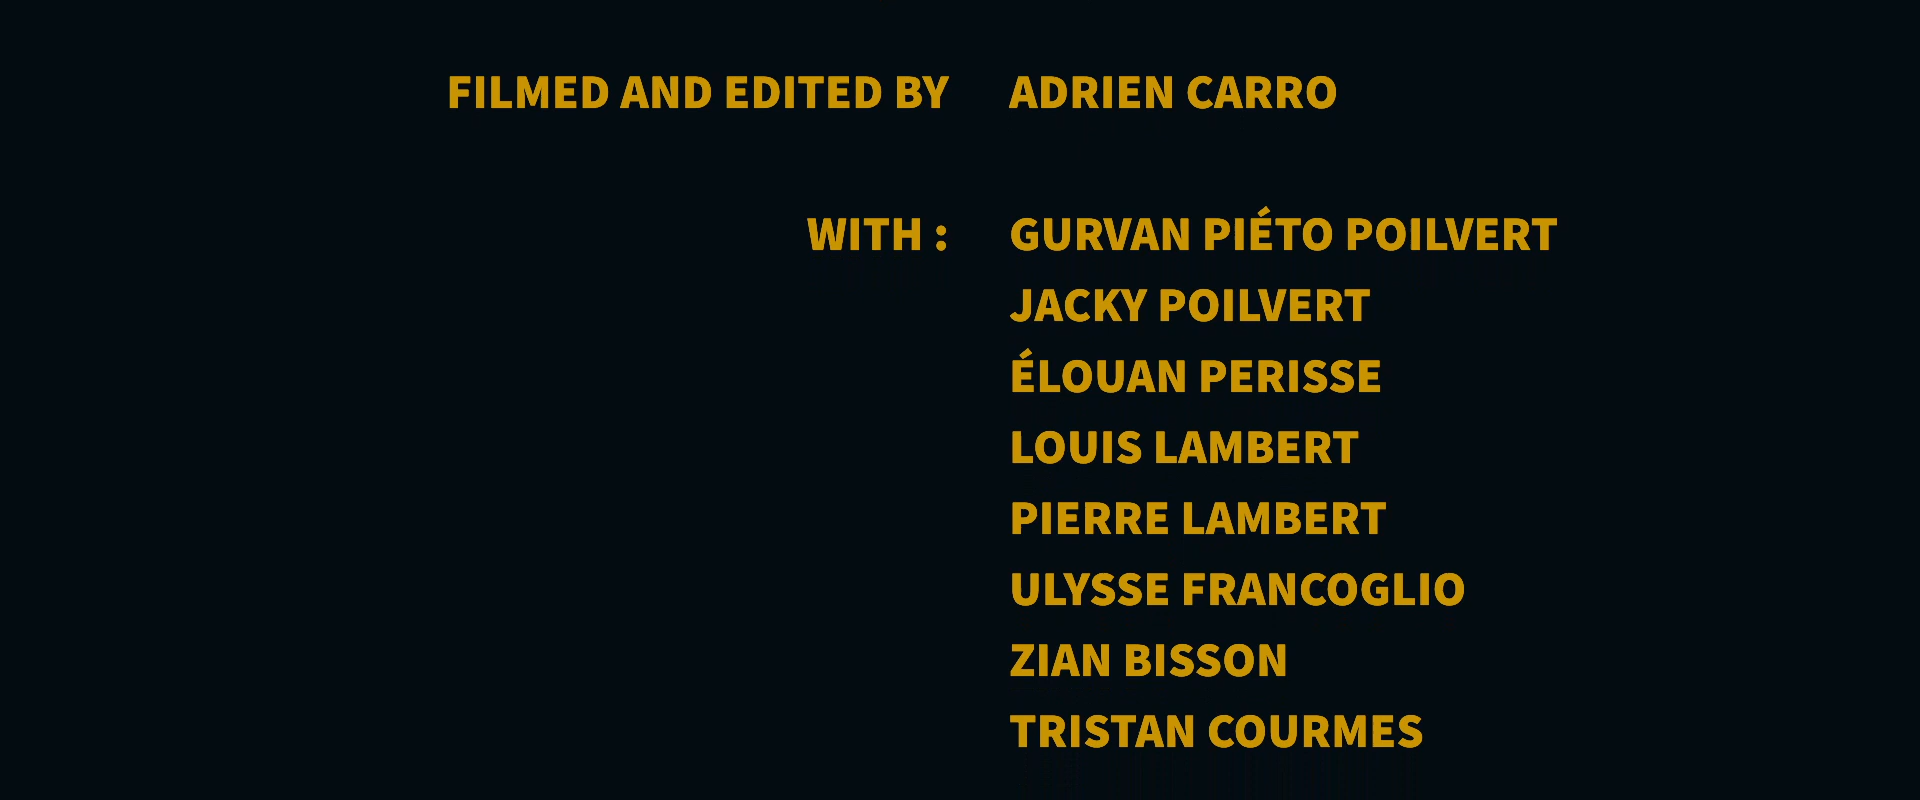 FILMED AND EDITED BY ADRIEN CARRO
WITH : GURVAN PIÉTO POILVERT
JACKY POILVERT
ÉLOUAN PERISSE
LOUIS LAMBERT
PIERRE LAMBERT
ULYSSE FRANCOGLIO
ZIAN BISSON
TRISTAN COURMES